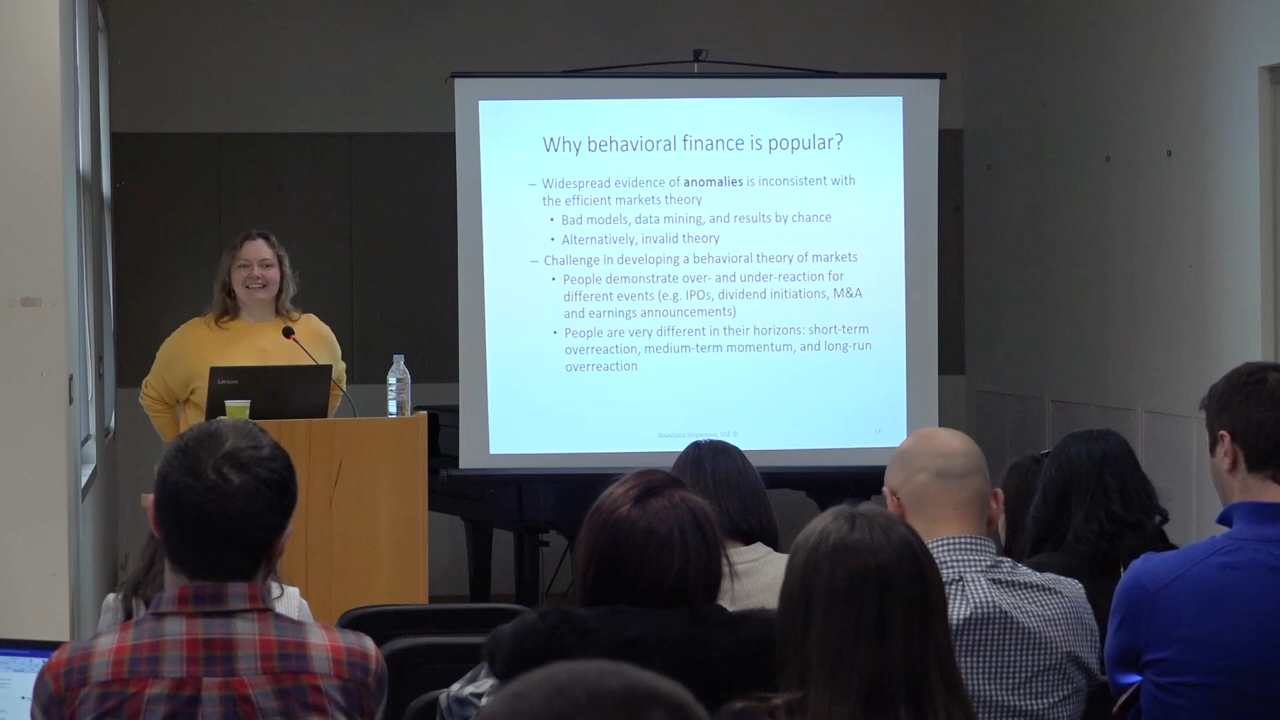 Why behavioral finance is popular?
– Widespread evidence of anomalies is inconsistent with
the efficient markets theory
• Bad models, data mining, and results by chance
• Alternatively, invalid theory
– Challenge in developing a behavioral theory of markets
• People demonstrate over- and under-reaction for
different events (e.g. IPOs, dividend initiations, M&A
and earnings announcements)
• People are very different in their horizons: short-term
overreaction, medium-term momentum, and long-run
overreaction
Lenovo